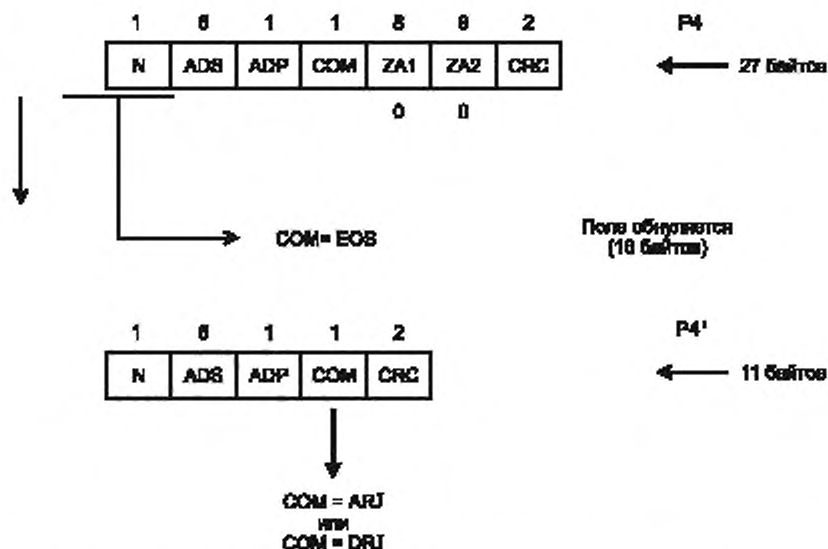 1 6 1 1 8 8 2 P4
N ADS ADP COM ZA1 ZA2 CRC 27 байтов
0 0
COM= EOS Поле обнуляется
(16 байтов)
1 6 1 1 2 P4'
N ADS ADP COM CRC 11 байтов
COM = ARJ
или
COM = DRJ